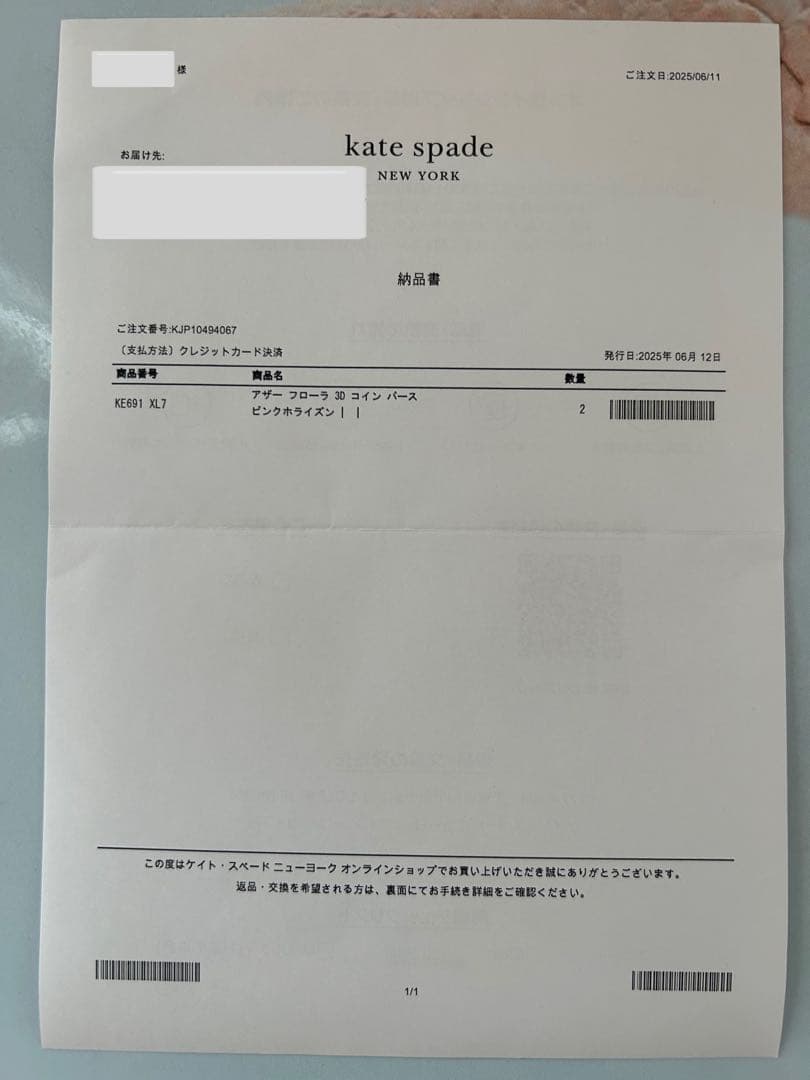 様
ご注文日:2025/06/11
お届け先:
kate spade
NEW YORK
納品書
ご注文番号:KJP10494067
〔支払方法〕クレジットカード決済
発行日:2025年 06月 12日
商品番号 商品名 数量
KE691 XL7 アザー フローラ 3D コイン パース 2
ピンクホライズン | |
この度はケイト・スペード ニューヨーク オンラインショップでお買い上げいただき誠にありがとうございます。
返品・交換を希望される方は、裏面にてお手続き詳細をご確認ください。
1/1